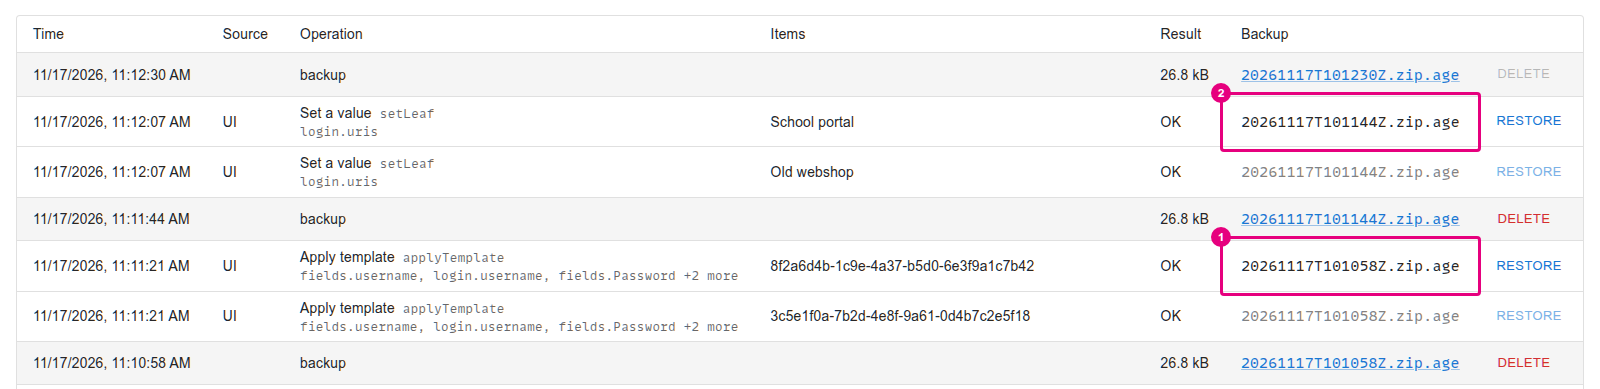 Time Source Operation Items Result Backup
11/17/2026, 11:12:30 AM backup 26.8 kB 20261117T101230Z.zip.age DELETE
2
11/17/2026, 11:12:07 AM UI Set a value setLeaf School portal OK 20261117T101144Z.zip.age RESTORE
login.uris
11/17/2026, 11:12:07 AM UI Set a value setLeaf Old webshop OK 20261117T101144Z.zip.age RESTORE
login.uris
11/17/2026, 11:11:44 AM backup 26.8 kB 20261117T101144Z.zip.age DELETE
1
11/17/2026, 11:11:21 AM UI Apply template applyTemplate 8f2a6d4b-1c9e-4a37-b5d0-6e3f9a1c7b42 OK 20261117T101058Z.zip.age RESTORE
fields.username, login.username, fields.Password +2 more
11/17/2026, 11:11:21 AM UI Apply template applyTemplate 3c5e1f0a-7b2d-4e8f-9a61-0d4b7c2e5f18 OK 20261117T101058Z.zip.age RESTORE
fields.username, login.username, fields.Password +2 more
11/17/2026, 11:10:58 AM backup 26.8 kB 20261117T101058Z.zip.age DELETE